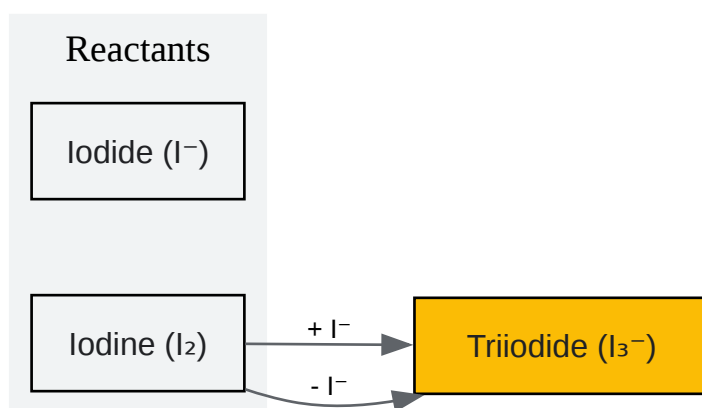 Reactants
Iodide (I⁻)
Iodine (I₂)
+ I⁻
- I⁻
Triiodide (I₃⁻)